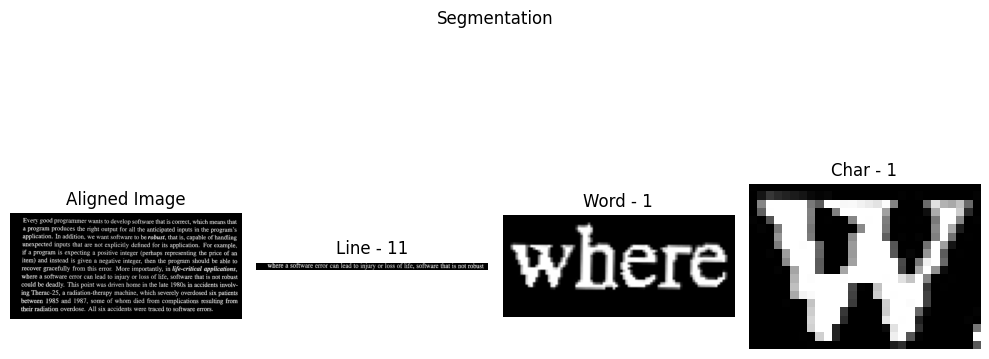 Segmentation
Aligned Image
Every good programmer wants to develop software that is correct, which means that
a program produces the right output for all the anticipated inputs in the program's
application. In addition, we want software to be robust, that is, capable of handling
unexpected inputs that are not explicitly defined for its application. For example,
if a program is expecting a positive integer (perhaps representing the price of an
item) and instead is given a negative integer, then the program should be able to
recover gracefully from this error. More importantly, in life-critical applications,
where a software error can lead to injury or loss of life, software that is not robust
could be deadly. This point was driven home in the late 1980s in accidents involv-
ing Therac-25, a radiation-therapy machine, which severely overdosed six patients
between 1985 and 1987, some of whom died from complications resulting from
their radiation overdose. All six accidents were traced to software errors.
Line - 11
where a software error can lead to injury or loss of life, software that is not robust
Word - 1
where
Char - 1
w